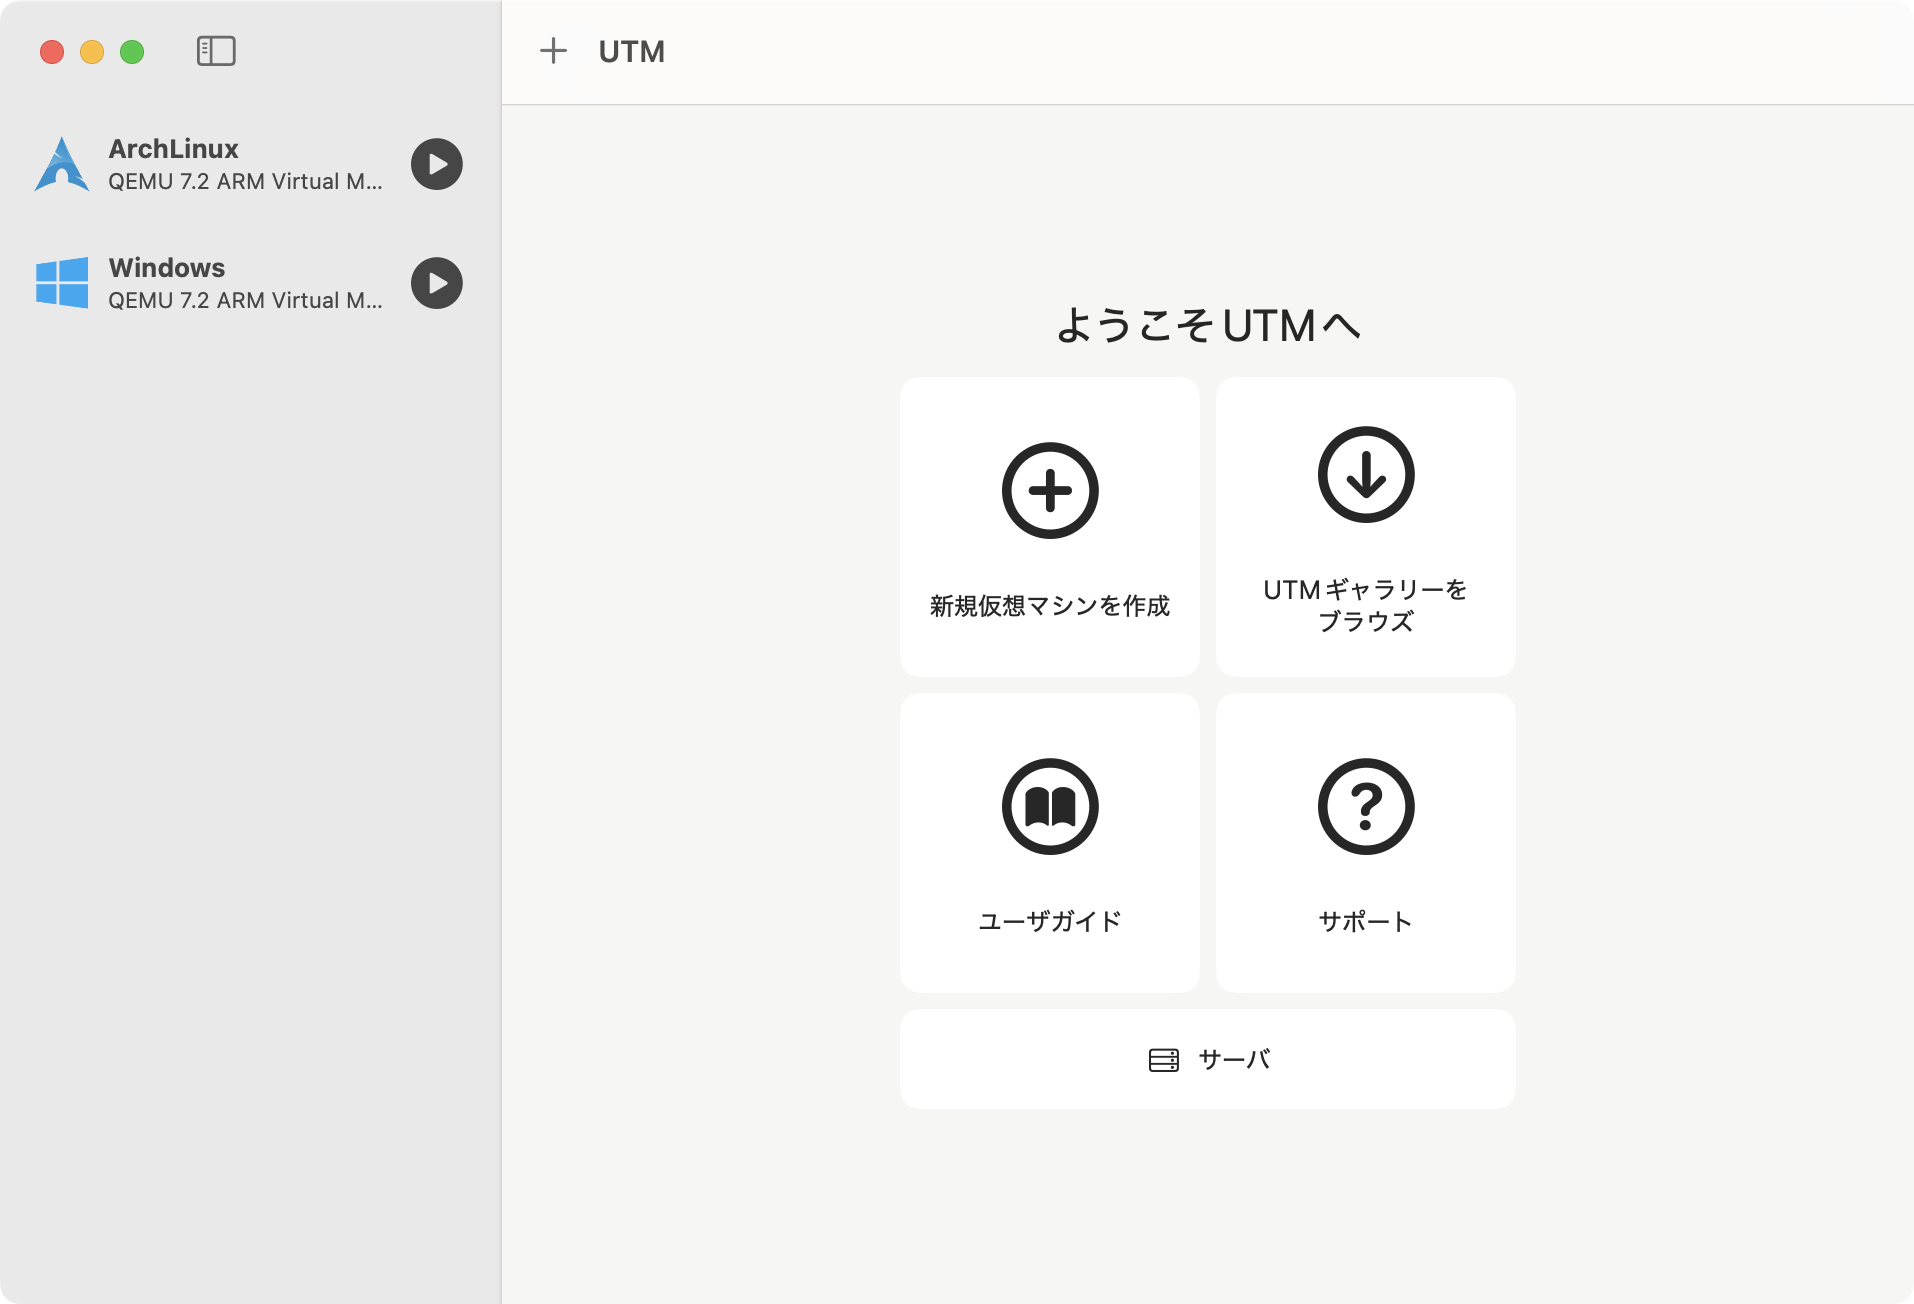 UTM
ArchLinux
QEMU 7.2 ARM Virtual M...
Windows
QEMU 7.2 ARM Virtual M...
ようこそUTMへ
新規仮想マシンを作成
UTMギャラリーを
ブラウズ
ユーザガイド
サポート
サーバ